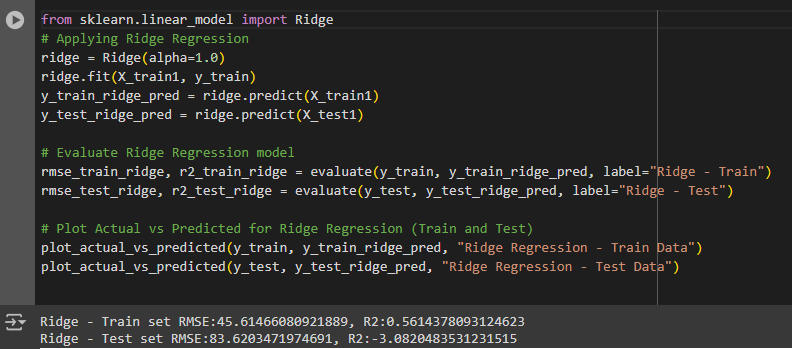 from sklearn.linear_model import Ridge
# Applying Ridge Regression
ridge = Ridge(alpha=1.0)
ridge.fit(X_train1, y_train)
y_train_ridge_pred = ridge.predict(X_train1)
y_test_ridge_pred = ridge.predict(X_test1)

# Evaluate Ridge Regression model
rmse_train_ridge, r2_train_ridge = evaluate(y_train, y_train_ridge_pred, label="Ridge - Train")
rmse_test_ridge, r2_test_ridge = evaluate(y_test, y_test_ridge_pred, label="Ridge - Test")

# Plot Actual vs Predicted for Ridge Regression (Train and Test)
plot_actual_vs_predicted(y_train, y_train_ridge_pred, "Ridge Regression - Train Data")
plot_actual_vs_predicted(y_test, y_test_ridge_pred, "Ridge Regression - Test Data")

Ridge - Train set RMSE:45.61466080921889, R2:0.5614378093124623
Ridge - Test set RMSE:83.6203471974691, R2:-3.0820483531231515